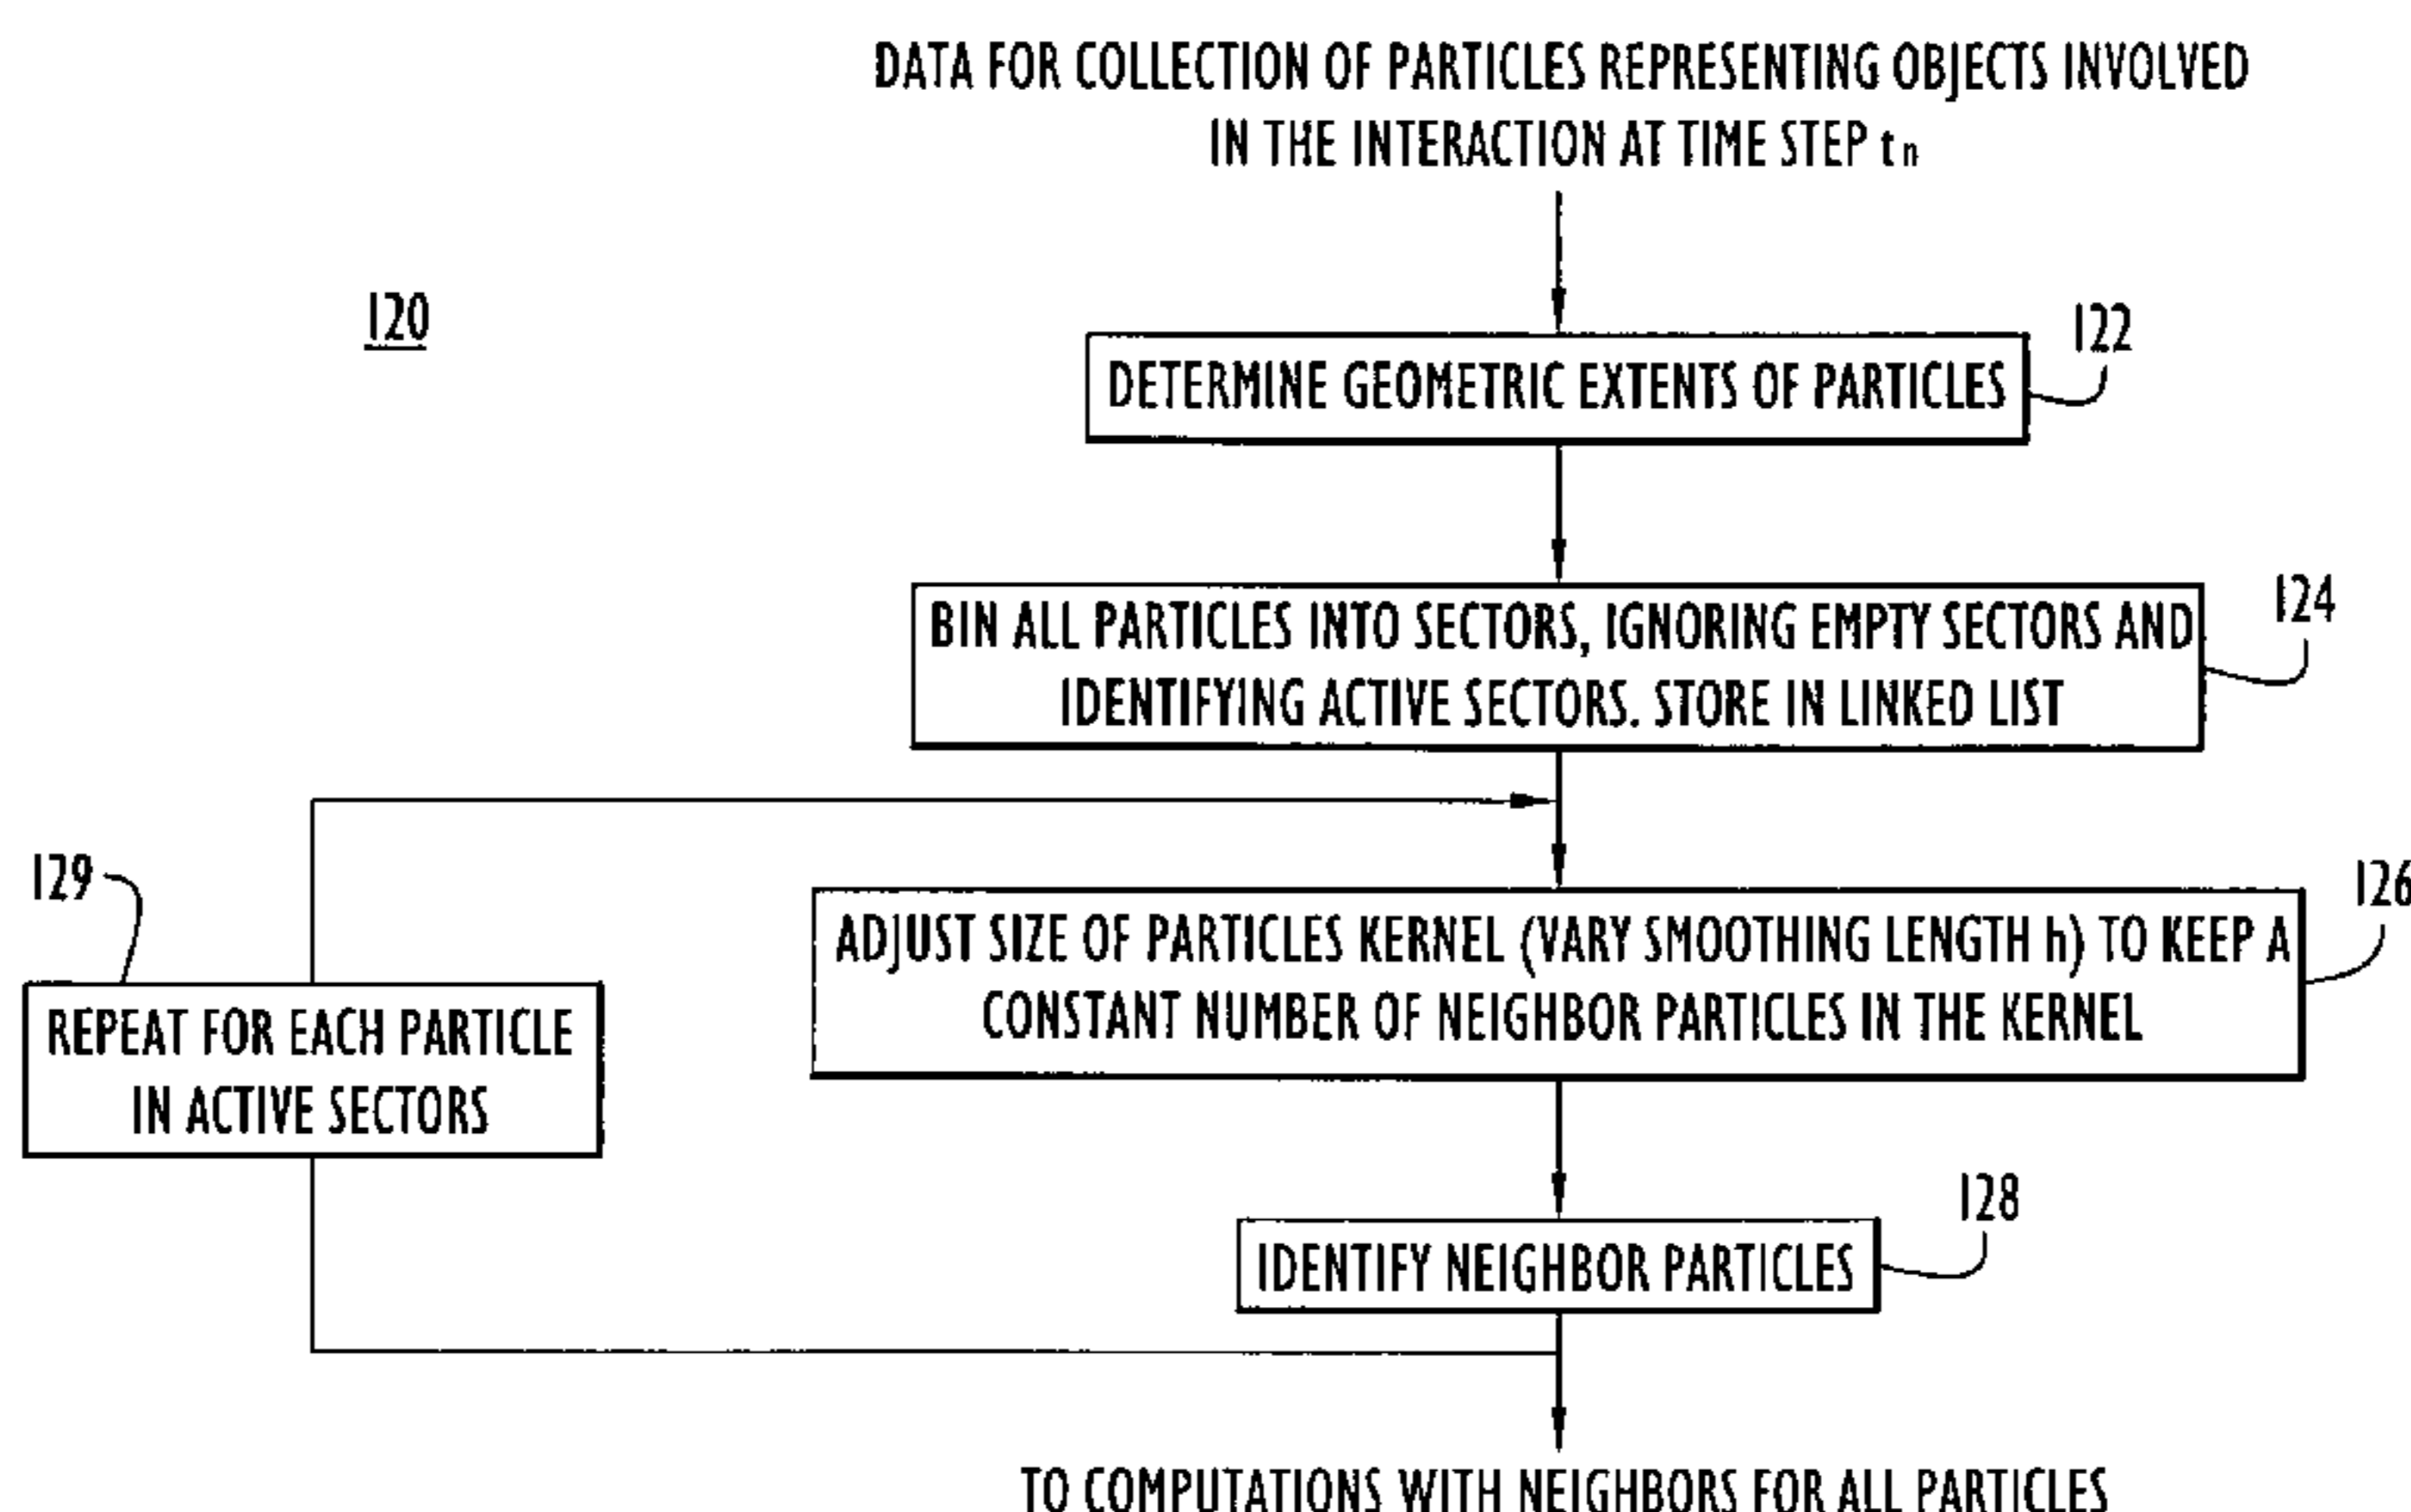 DATA FOR COLLECTION OF PARTICLES REPRESENTING OBJECTS INVOLVED
IN THE INTERACTION AT TIME STEP tn
120
122
DETERMINE GEOMETRIC EXTENTS OF PARTICLES
124
BIN ALL PARTICLES INTO SECTORS, IGNORING EMPTY SECTORS AND
IDENTIFYING ACTIVE SECTORS. STORE IN LINKED LIST
129
126
ADJUST SIZE OF PARTICLES KERNEL (VARY SMOOTHING LENGTH h) TO KEEP A
CONSTANT NUMBER OF NEIGHBOR PARTICLES IN THE KERNEL
REPEAT FOR EACH PARTICLE
IN ACTIVE SECTORS
128
IDENTIFY NEIGHBOR PARTICLES
TO COMPUTATIONS WITH NEIGHBORS FOR ALL PARTICLES